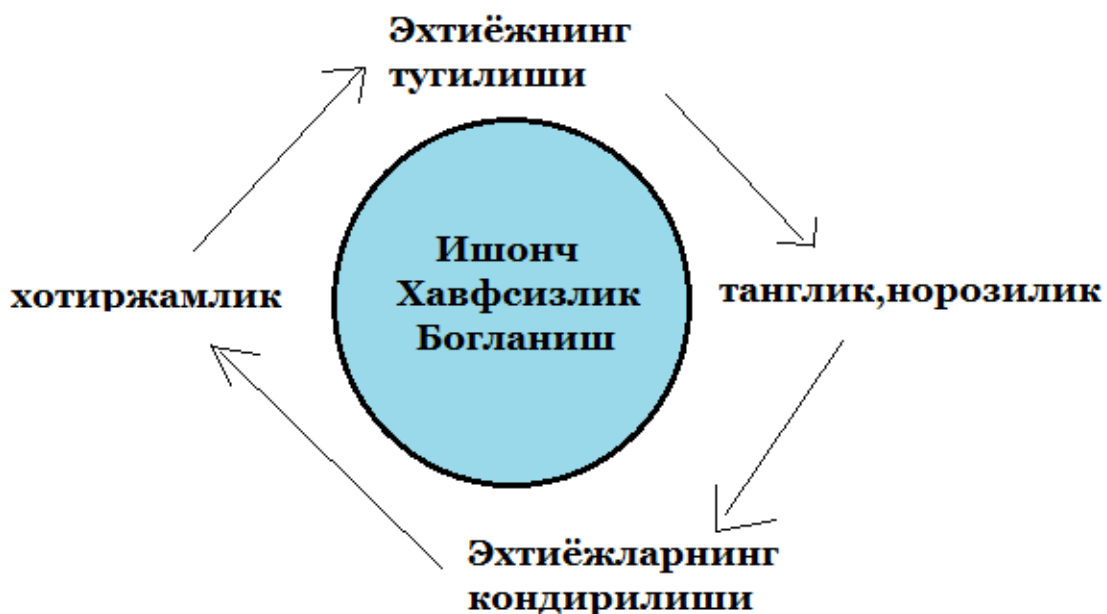 Эхтиёжнинг
тугилиши
Ишонч
Хавфсизлик
Богланиш
хотиржамлик
танглик,норозилик
Эхтиёжларнинг
кондирилиши